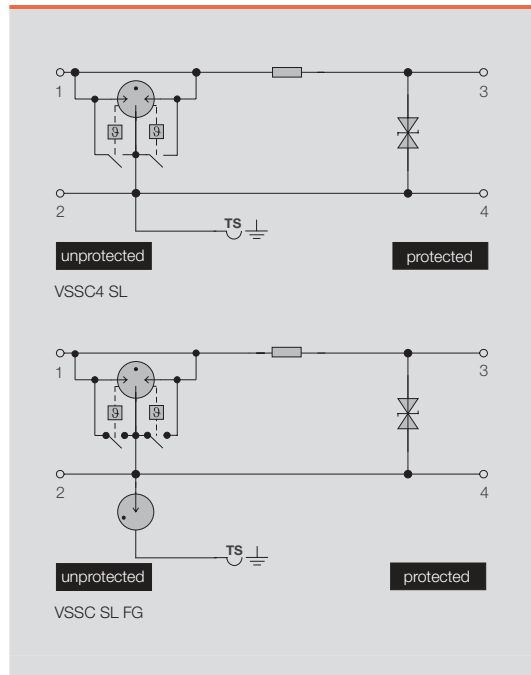 1 3
ϑ ϑ
2 4
TS
unprotected protected
VSSC4 SL
1 3
ϑ ϑ
2 4
TS
unprotected protected
VSSC SL FG